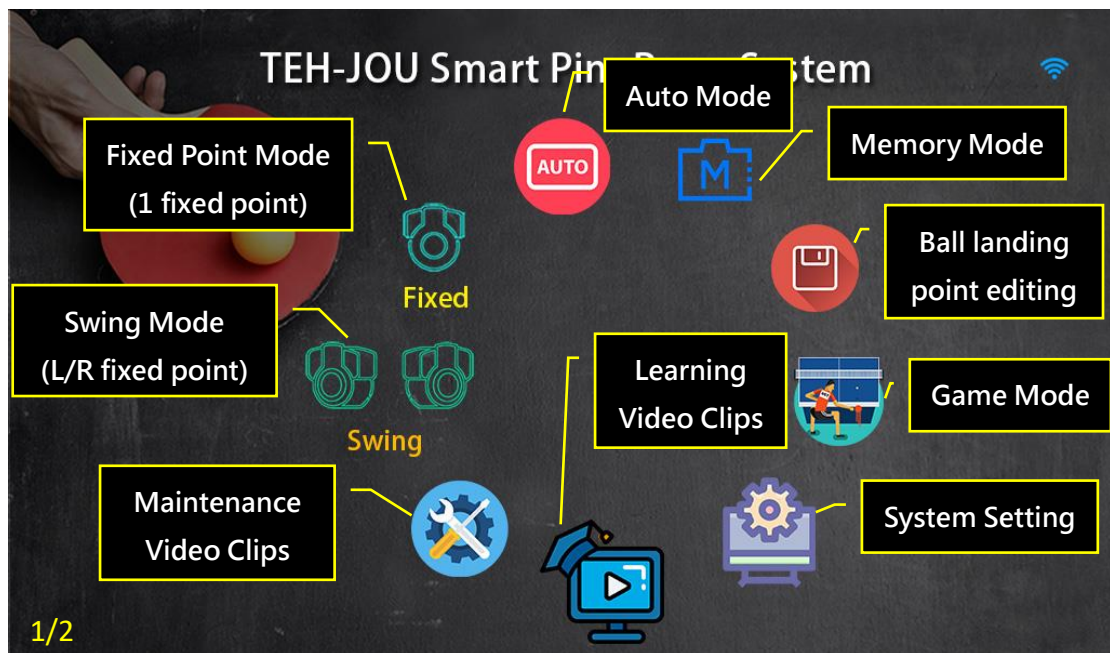 TEH-JOU Smart Pin stem
Auto Mode
Memory Mode
Fixed Point Mode
(1 fixed point)
AUTO
M
Ball landing
point editing
Fixed
Swing Mode
(L/R fixed point)
Learning
Video Clips
Game Mode
Swing
Maintenance
Video Clips
System Setting
1/2